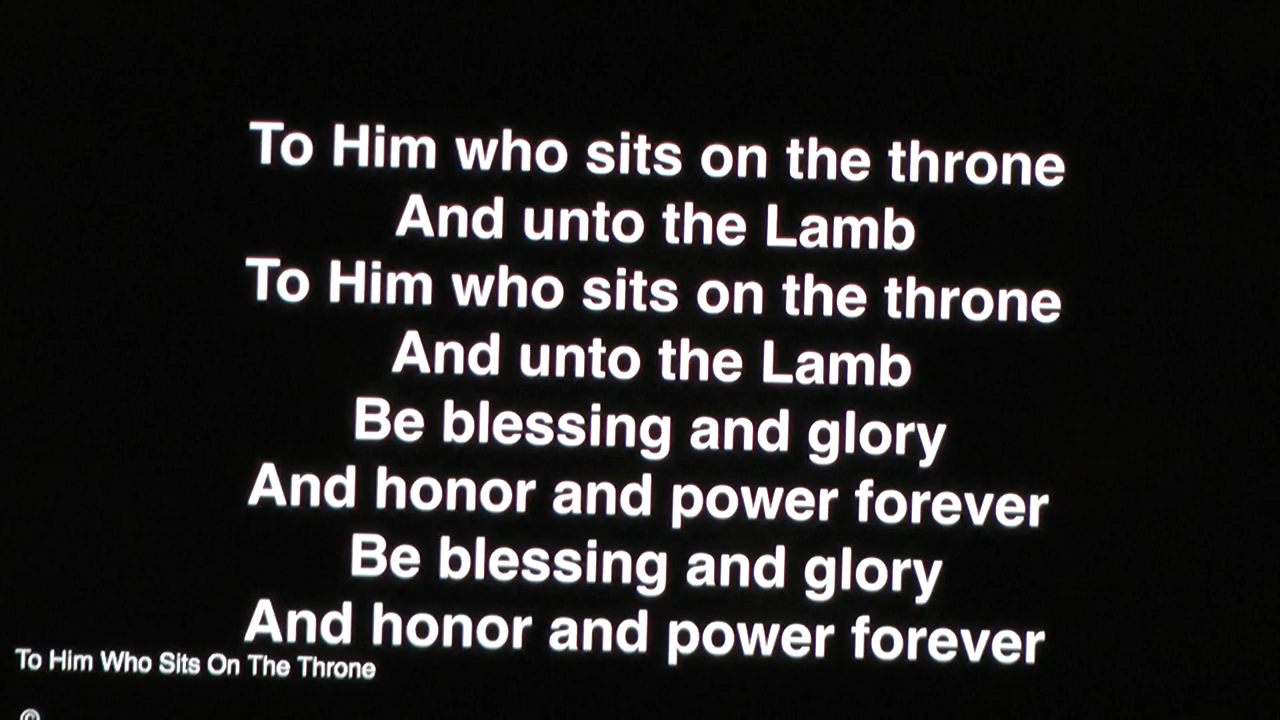 To Him who sits on the throne
And unto the Lamb
To Him who sits on the throne
And unto the Lamb
Be blessing and glory
And honor and power forever
Be blessing and glory
And honor and power forever
To Him Who Sits On The Throne
©